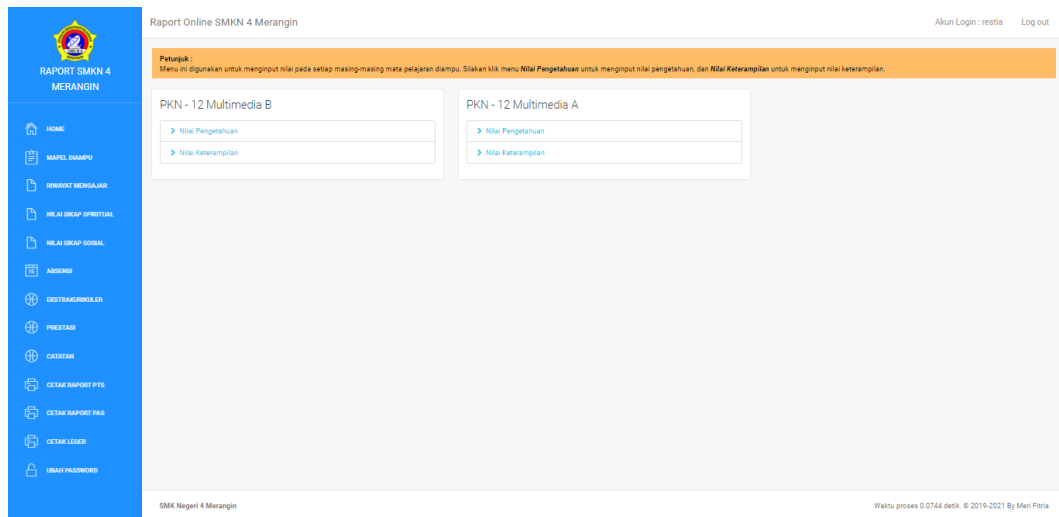 Raport Online SMKN 4 Merangin
Akun Login : restia
Log out
RAPORT SMKN 4
MERANGIN
HOME
MAPEL DIAMPU
RIWAYAT MENGAJAR
NILAI SIKAP SPIRITUAL
NILAI SIKAP SOSIAL
ABSENSI
EKSTRAKURIKULER
PRESTASI
CATATAN
CETAK RAPORT PTS
CETAK RAPORT PAS
CETAK LEGER
UBAH PASSWORD
Petunjuk :
Menu ini digunakan untuk menginput nilai pada setiap masing-masing mata pelajaran diampu. Silakan klik menu Nilai Pengetahuan untuk menginput nilai pengetahuan, dan Nilai Keterampilan untuk menginput nilai keterampilan.
PKN - 12 Multimedia B
Nilai Pengetahuan
Nilai Keterampilan
PKN - 12 Multimedia A
Nilai Pengetahuan
Nilai Keterampilan
SMK Negeri 4 Merangin
Waktu proses 0.0744 detik. © 2019-2021 By Meri Fitria